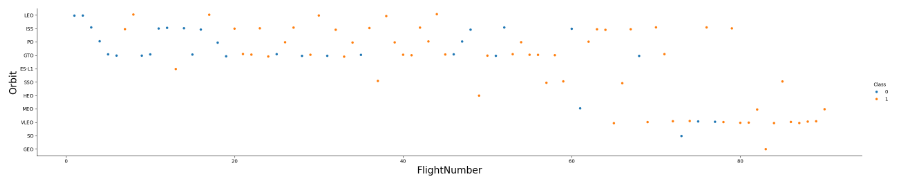 LEO
ISS
PO
GTO
ES-L1
SSO
HEO
MEO
VLEO
SO
GEO
Orbit
0
20
40
60
80
FlightNumber
Class
0
1